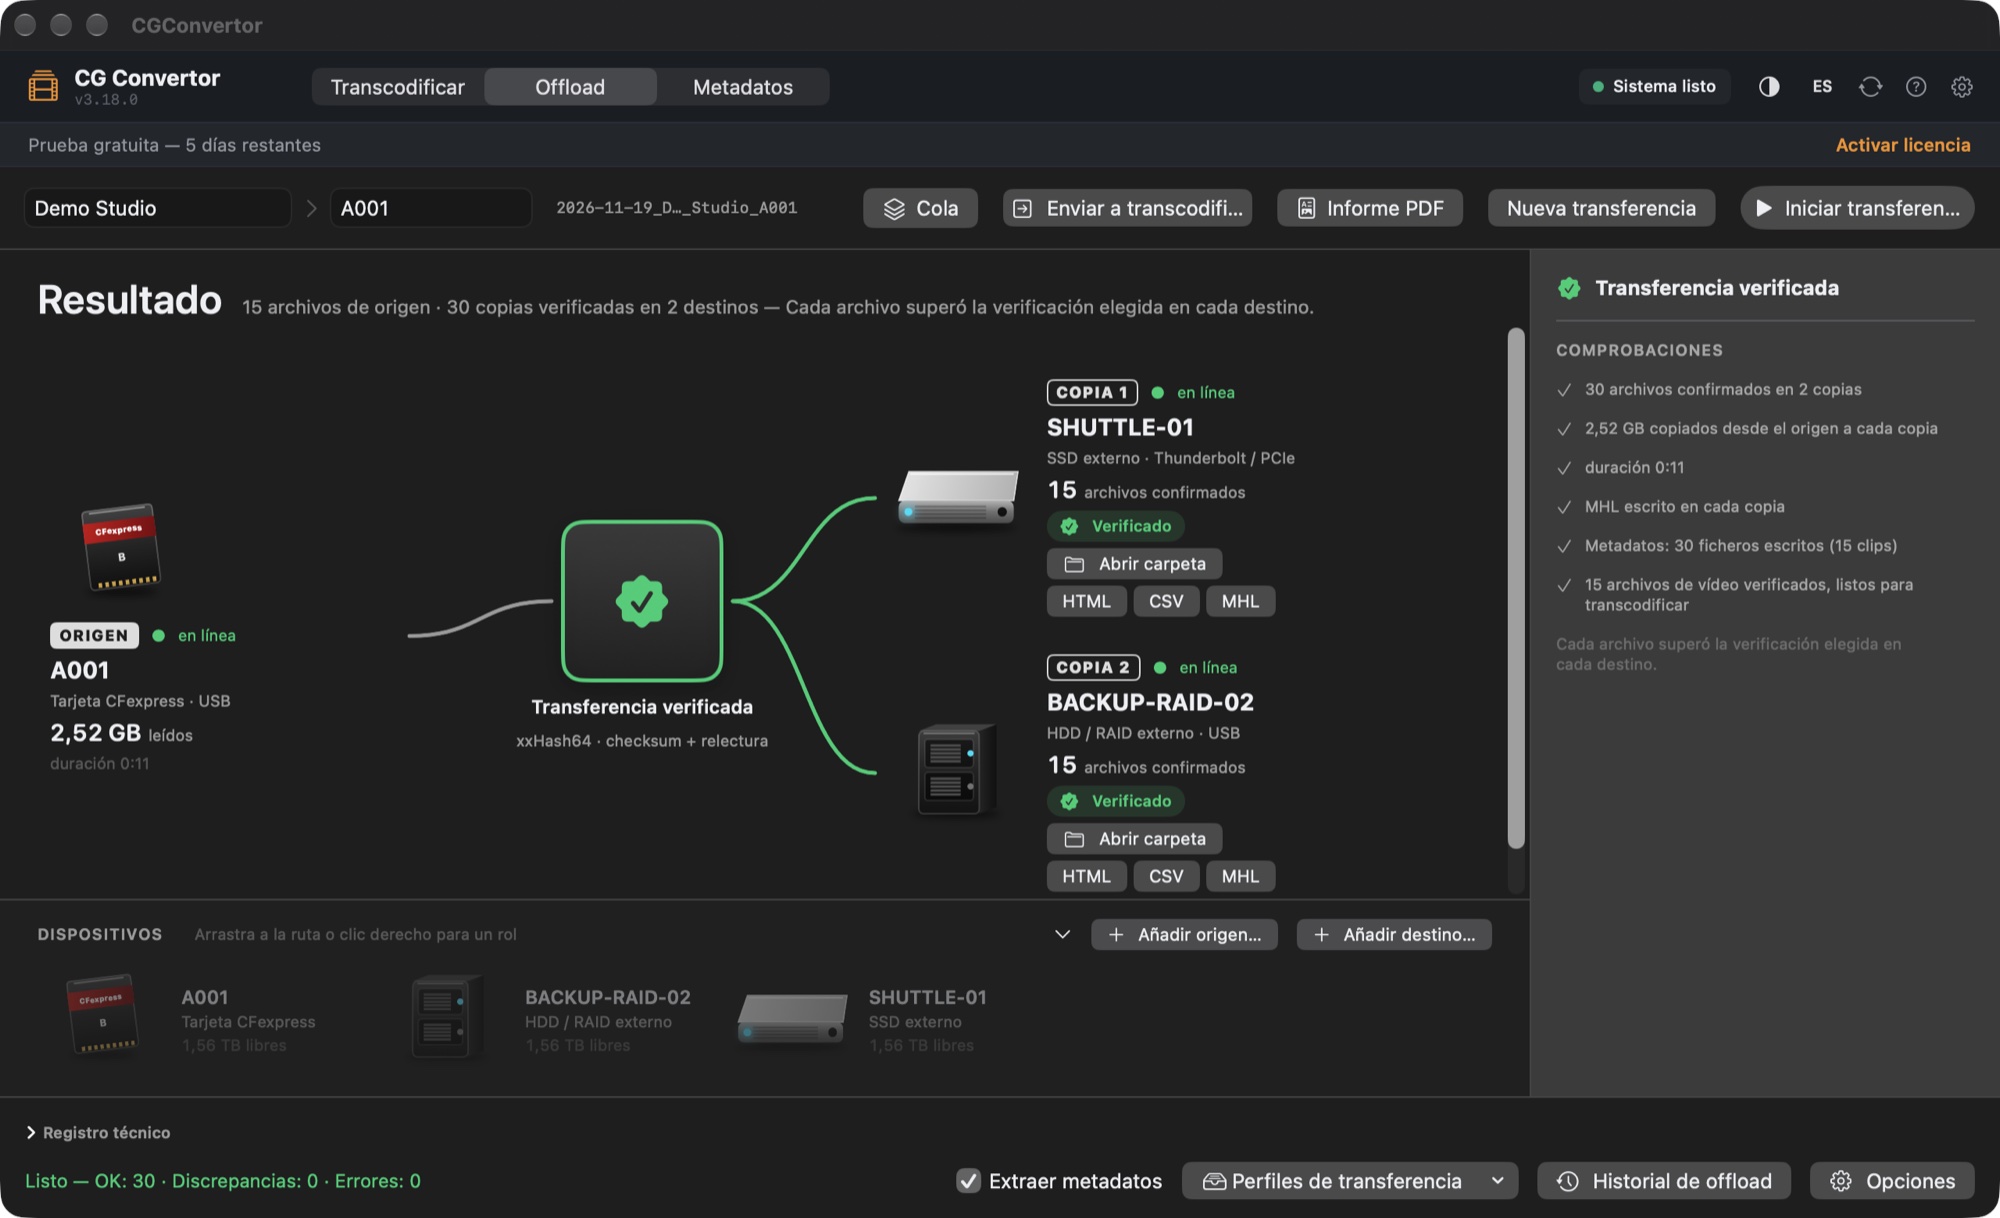 CGConvertor
CG Convertor
v3.18.0
Transcodificar
Offload
Metadatos
Sistema listo
ES
Prueba gratuita — 5 días restantes
Activar licencia
Demo Studio
A001
2026-11-19_D…_Studio_A001
Cola
Enviar a transcodifi...
Informe PDF
Nueva transferencia
Iniciar transferen...
Resultado
15 archivos de origen · 30 copias verificadas en 2 destinos — Cada archivo superó la verificación elegida en cada destino.
CFexpress
B
ORIGEN
en línea
A001
Tarjeta CFexpress · USB
2,52 GB leídos
duración 0:11
Transferencia verificada
xxHash64 · checksum + relectura
COPIA 1
en línea
SHUTTLE-01
SSD externo · Thunderbolt / PCIe
15 archivos confirmados
Verificado
Abrir carpeta
HTML
CSV
MHL
COPIA 2
en línea
BACKUP-RAID-02
HDD / RAID externo · USB
15 archivos confirmados
Verificado
Abrir carpeta
HTML
CSV
MHL
Transferencia verificada
COMPROBACIONES
30 archivos confirmados en 2 copias
2,52 GB copiados desde el origen a cada copia
duración 0:11
MHL escrito en cada copia
Metadatos: 30 ficheros escritos (15 clips)
15 archivos de vídeo verificados, listos para
transcodificar
Cada archivo superó la verificación elegida en
cada destino.
DISPOSITIVOS
Arrastra a la ruta o clic derecho para un rol
Añadir origen...
Añadir destino...
CFexpress
B
A001
Tarjeta CFexpress
1,56 TB libres
BACKUP-RAID-02
HDD / RAID externo
1,56 TB libres
SHUTTLE-01
SSD externo
1,56 TB libres
Registro técnico
Listo — OK: 30 · Discrepancias: 0 · Errores: 0
Extraer metadatos
Perfiles de transferencia
Historial de offload
Opciones